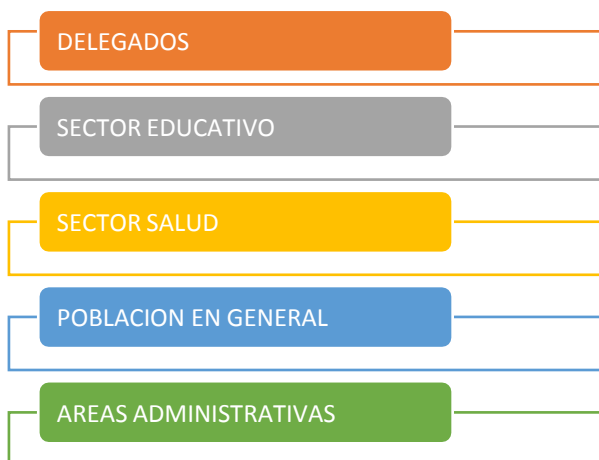 DELEGADOS
SECTOR EDUCATIVO
SECTOR SALUD
POBLACION EN GENERAL
AREAS ADMINISTRATIVAS